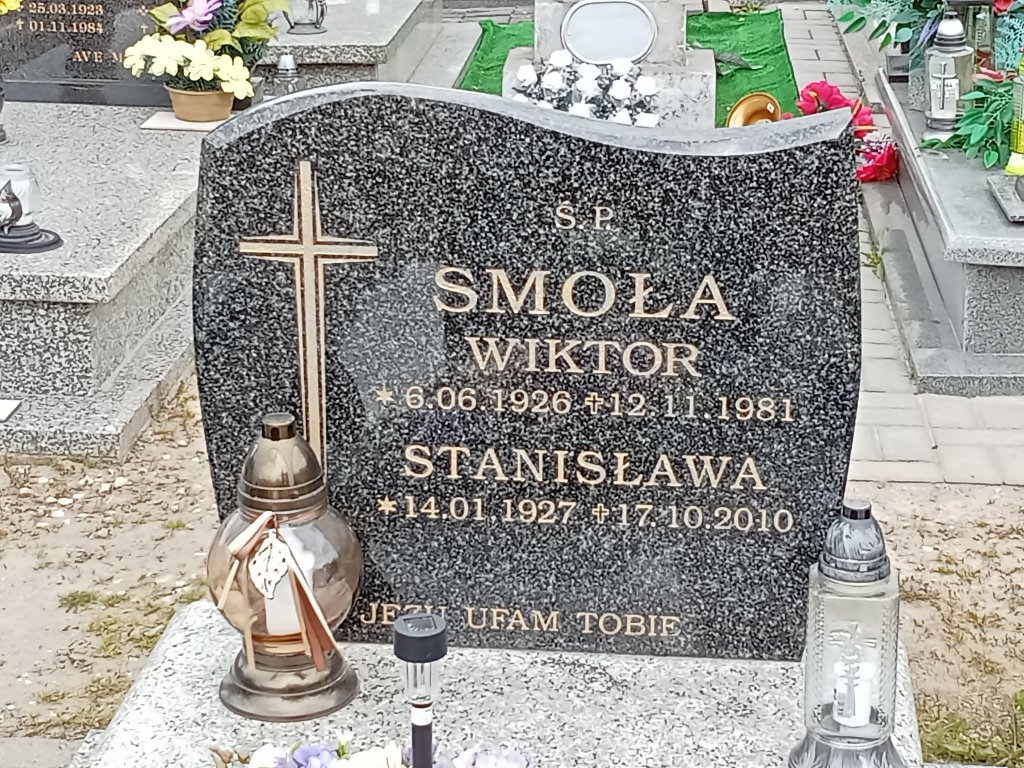 25.03.1923
✝ 01.11.1984
AVE M
Ś.P.
SMOŁA
WIKTOR
* 6.06.1926 ✝ 12.11.1981
STANISŁAWA
* 14.01.1927 ✝ 17.10.2010
JEZU UFAM TOBIE